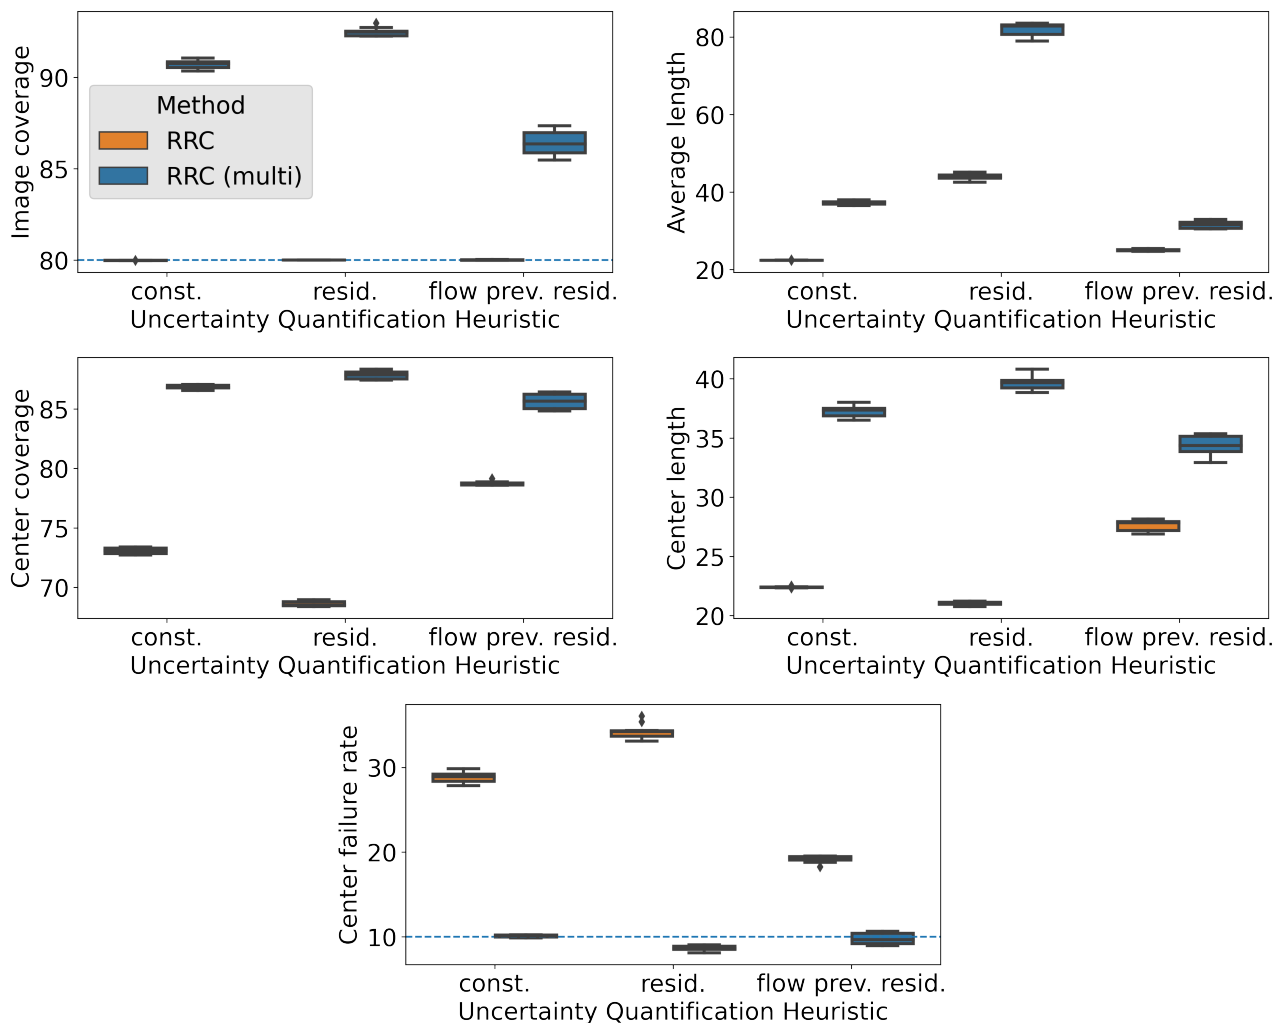 Image coverage
90
85
80
Method
RRC
RRC (multi)
const.
resid.
flow prev. resid.
Uncertainty Quantification Heuristic
Average length
80
60
40
20
const.
resid.
flow prev. resid.
Uncertainty Quantification Heuristic
Center coverage
85
80
75
70
const.
resid.
flow prev. resid.
Uncertainty Quantification Heuristic
Center length
40
35
30
25
20
const.
resid.
flow prev. resid.
Uncertainty Quantification Heuristic
Center failure rate
30
20
10
const.
resid.
flow prev. resid.
Uncertainty Quantification Heuristic